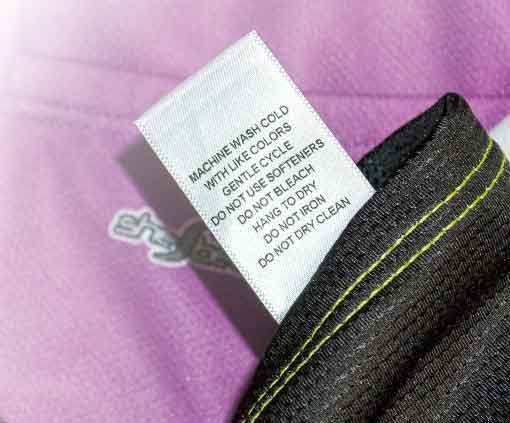 MACHINE WASH COLD
WITH LIKE COLORS
GENTLE CYCLE
DO NOT USE SOFTENERS
DO NOT BLEACH
HANG TO DRY
DO NOT IRON
DO NOT DRY CLEAN